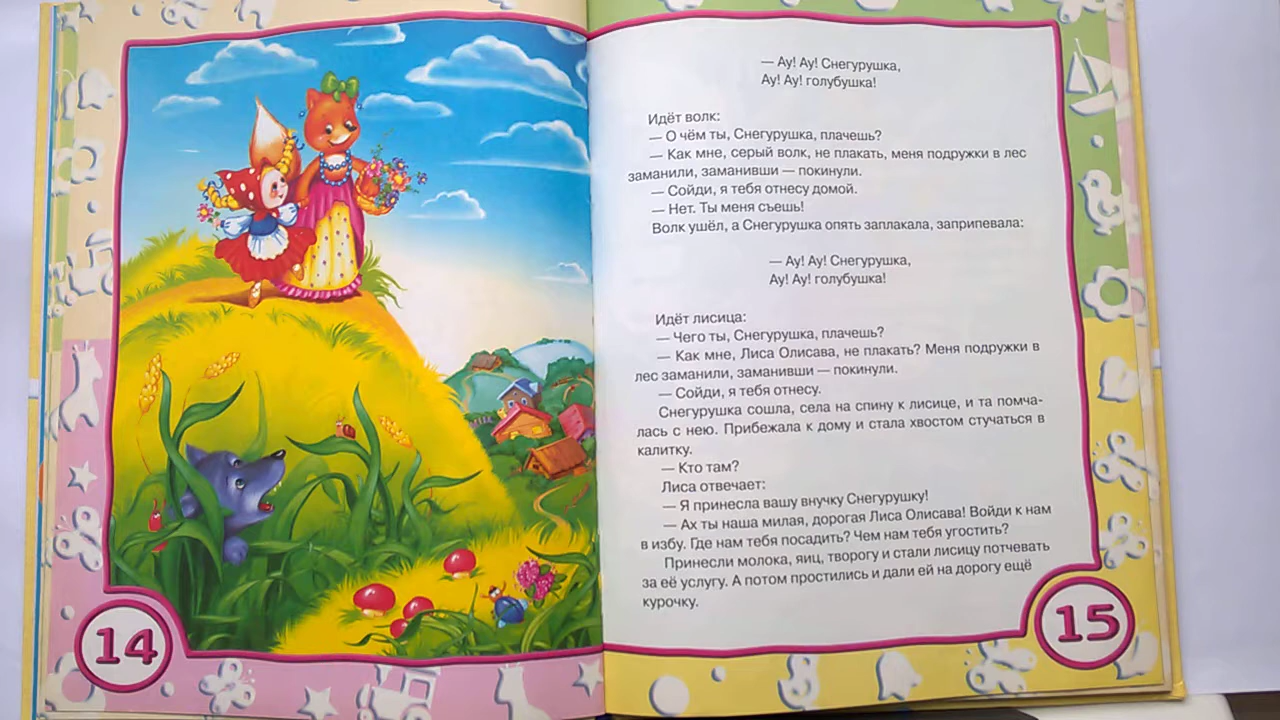 — Ау! Ау! Снегурушка,
Ау! Ау! голубушка!
Идёт волк:
— О чём ты, Снегурушка, плачешь?
— Как мне, серый волк, не плакать, меня подружки в лес
заманили, заманивши — покинули.
— Сойди, я тебя отнесу домой.
— Нет. Ты меня съешь!
Волк ушёл, а Снегурушка опять заплакала, заприпевала:
— Ау! Ау! Снегурушка,
Ау! Ау! голубушка!
Идёт лисица:
— Чего ты, Снегурушка, плачешь?
— Как мне, Лиса Олисава, не плакать? Меня подружки в
лес заманили, заманивши — покинули.
— Сойди, я тебя отнесу.
Снегурушка сошла, села на спину к лисице, и та помча-
лась с нею. Прибежала к дому и стала хвостом стучаться в
калитку.
— Кто там?
Лиса отвечает:
— Я принесла вашу внучку Снегурушку!
— Ах ты наша милая, дорогая Лиса Олисава! Войди к нам
в избу. Где нам тебя посадить? Чем нам тебя угостить?
Принесли молока, яиц, творогу и стали лисицу потчевать
за её услугу. А потом простились и дали ей на дорогу ещё
курочку.
14
15